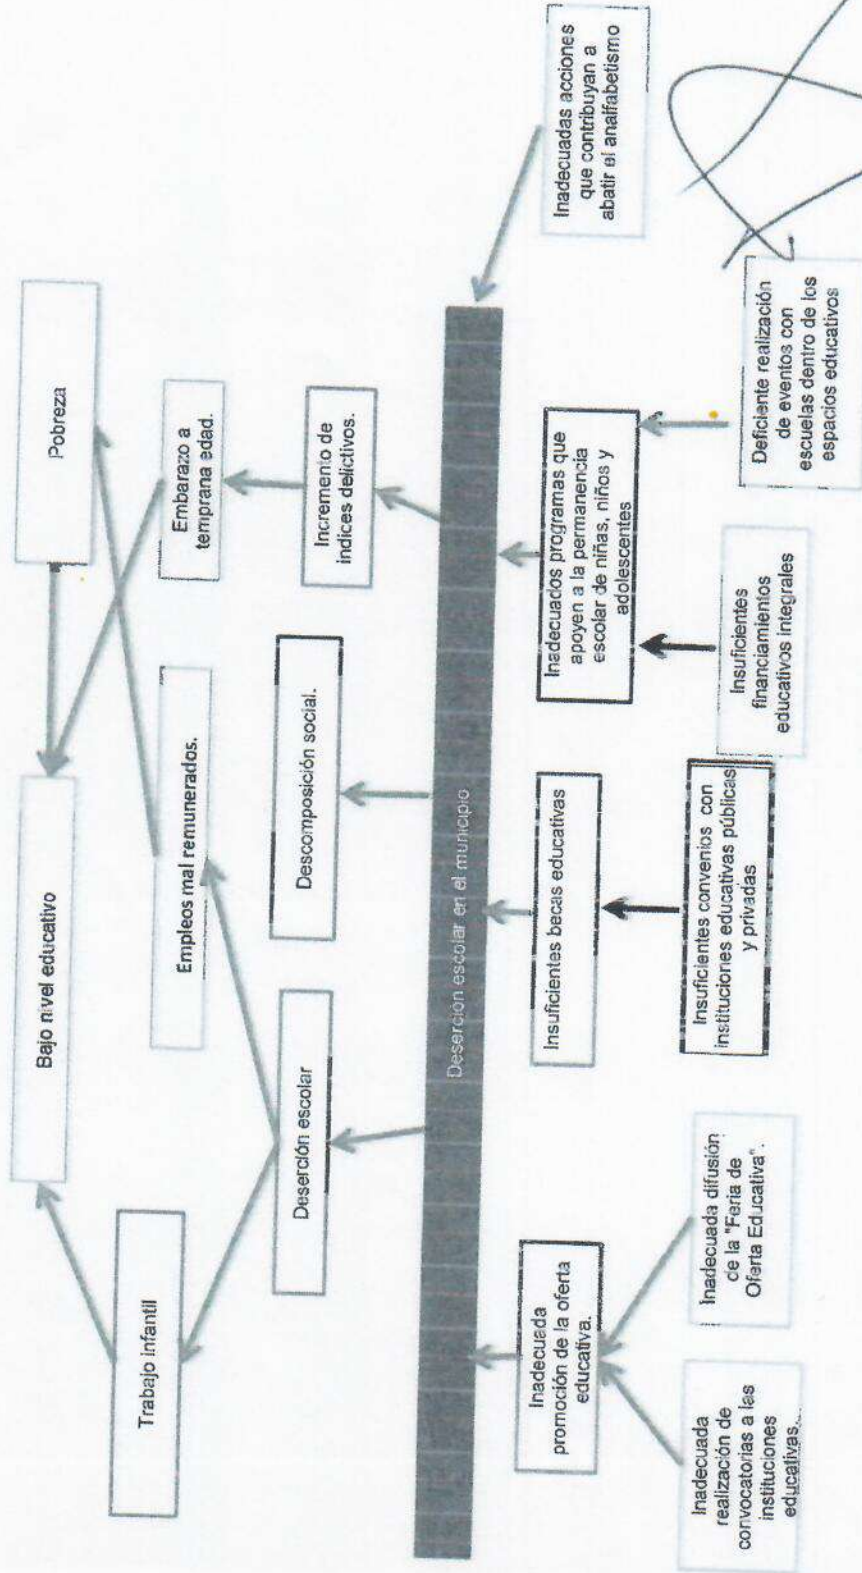 Bajo nivel educativo
Pobreza
Trabajo infantil
Empleos mal remunerados.
Embarazo a
temprana edad.
Deserción escolar
Descomposición social.
Incremento de
índices delictivos.
Deserción escolar en el municipio
Inadecuada
promoción de la oferta
educativa.
Insuficientes becas educativas
Inadecuados programas que
apoyen a la permanencia
escolar de niñas, niños y
adolescentes
Inadecuadas acciones
que contribuyan a
abatir el analfabetismo
Inadecuada
realización de
convocatorias a las
instituciones
educativas.
Inadecuada difusión
de la "Feria de
Oferta Educativa".
Insuficientes convenios con
instituciones educativas públicas
y privadas
Insuficientes
financiamientos
educativos integrales
Deficiente realización
de eventos con
escuelas dentro de los
espacios educativos